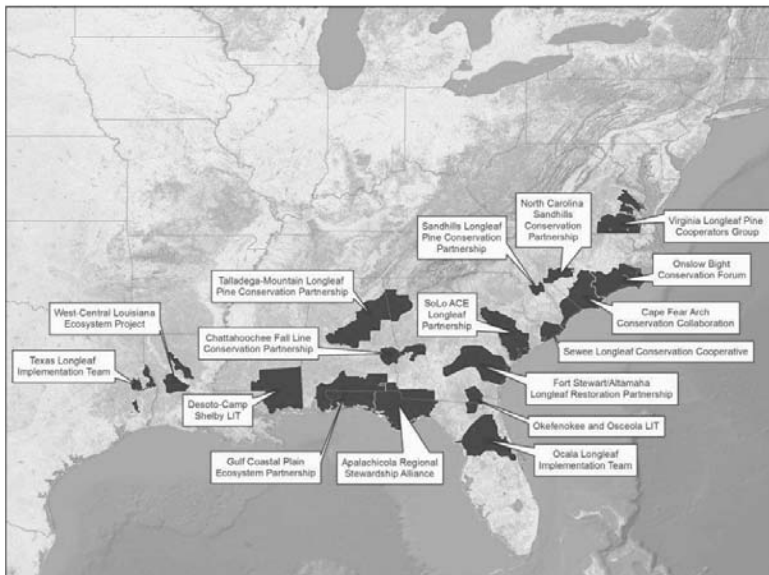 North Carolina
Sandhills
Conservation
Partnership
Virginia Longleaf Pine
Cooperators Group
Sandhills Longleaf
Pine Conservation
Partnership
Onslow Bight
Conservation Forum
Talladega-Mountain Longleaf
Pine Conservation Partnership
SoLo ACE
Longleaf
Partnership
Cape Fear Arch
Conservation Collaboration
West-Central Louisiana
Ecosystem Project
Chattahoochee Fall Line
Conservation Partnership
Sewee Longleaf Conservation Cooperative
Texas Longleaf
Implementation Team
Fort Stewart/Altamaha
Longleaf Restoration Partnership
Desoto-Camp
Shelby LIT
Okefenokee and Osceola LIT
Gulf Coastal Plain
Ecosystem Partnership
Apalachicola Regional
Stewardship Alliance
Ocala Longleaf
Implementation Team